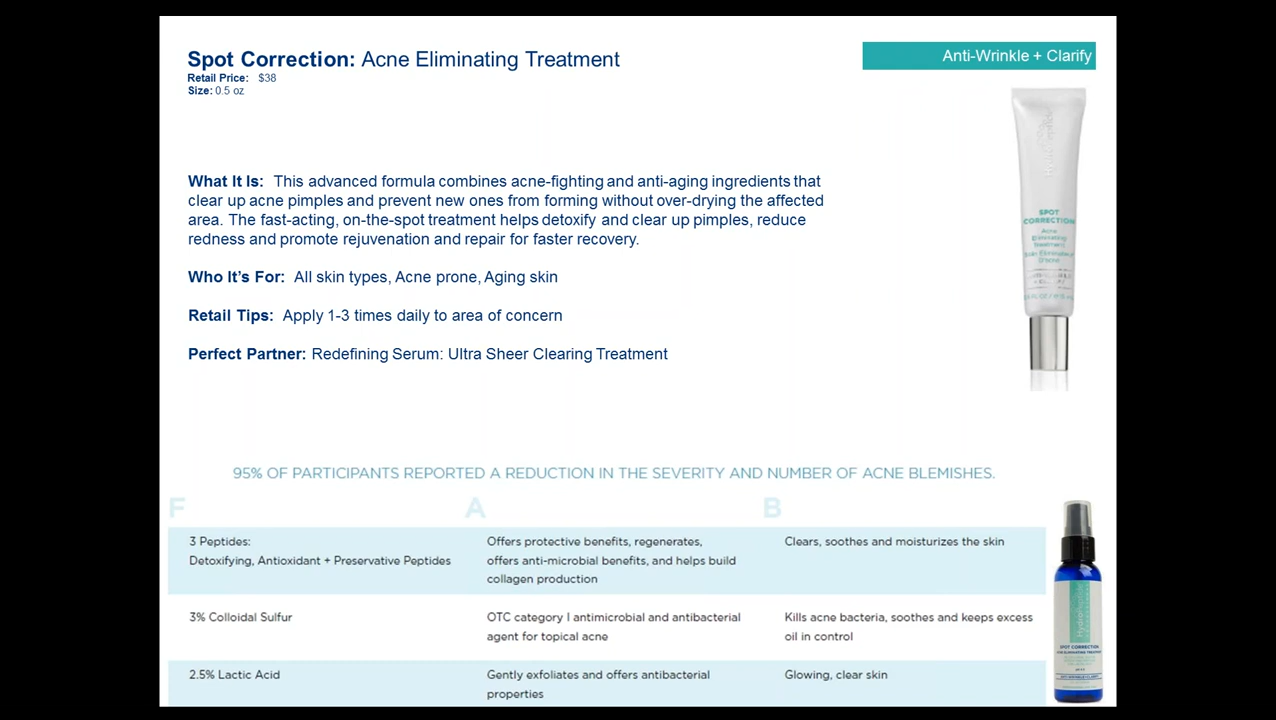 Spot Correction: Acne Eliminating Treatment
Retail Price: $38
Size: 0.5 oz
Anti-Wrinkle + Clarify
What It Is: This advanced formula combines acne-fighting and anti-aging ingredients that
clear up acne pimples and prevent new ones from forming without over-drying the affected
area. The fast-acting, on-the-spot treatment helps detoxify and clear up pimples, reduce
redness and promote rejuvenation and repair for faster recovery.
Who It's For: All skin types, Acne prone, Aging skin
Retail Tips: Apply 1-3 times daily to area of concern
Perfect Partner: Redefining Serum: Ultra Sheer Clearing Treatment
SPOT
CORRECTION
Acne
Eliminating
Treatment
95% OF PARTICIPANTS REPORTED A REDUCTION IN THE SEVERITY AND NUMBER OF ACNE BLEMISHES.
F A B
3 Peptides:
Detoxifying, Antioxidant + Preservative Peptides
Offers protective benefits, regenerates,
offers anti-microbial benefits, and helps build
collagen production
Clears, soothes and moisturizes the skin
3% Colloidal Sulfur
OTC category I antimicrobial and antibacterial
agent for topical acne
Kills acne bacteria, soothes and keeps excess
oil in control
2.5% Lactic Acid
Gently exfoliates and offers antibacterial
properties
Glowing, clear skin
SPOT CORRECTION
ACNE ELIMINATING TREATMENT